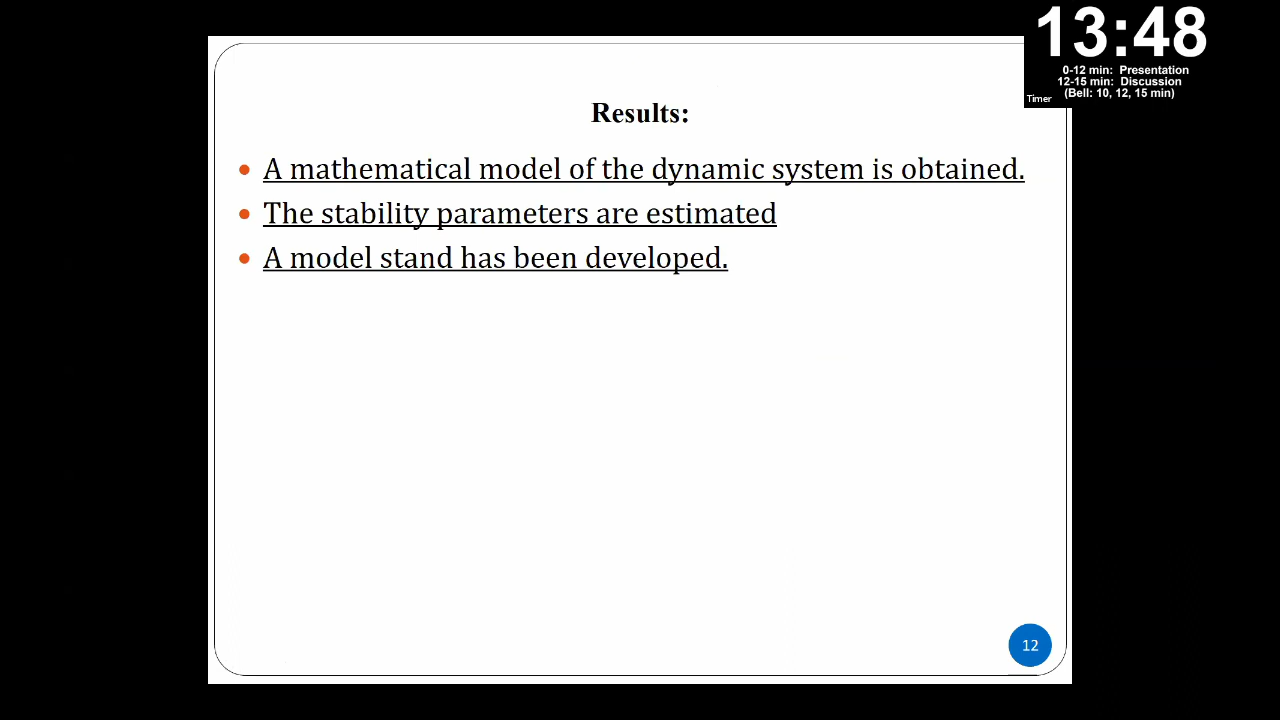 13:48
0-12 min: Presentation
12-15 min: Discussion
(Bell: 10, 12, 15 min)
Timer
Results:
A mathematical model of the dynamic system is obtained.
The stability parameters are estimated
A model stand has been developed.
12